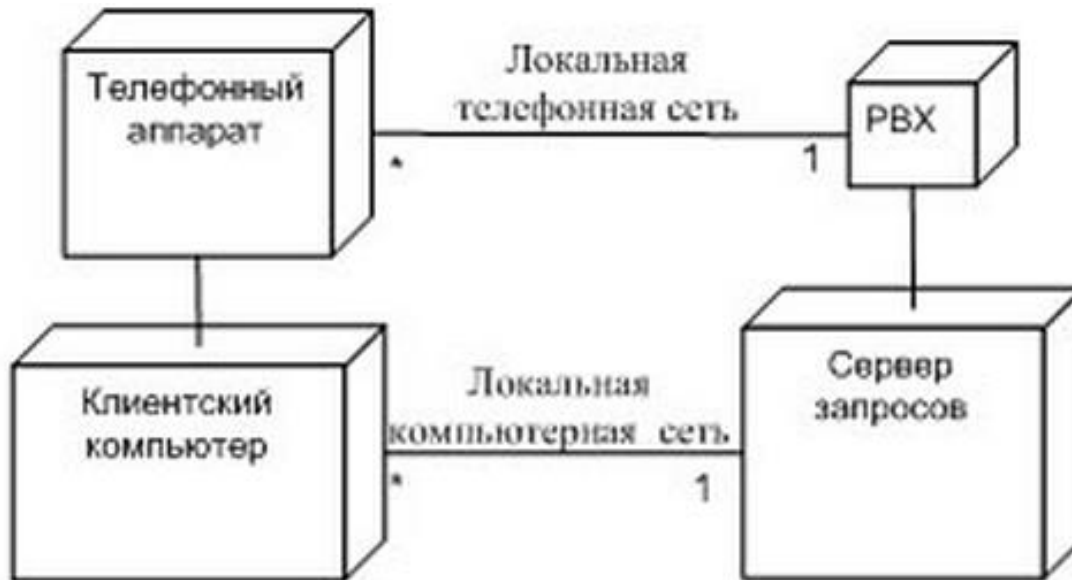 Телефонный
аппарат
Локальная
телефонная сеть
*
1
PBX
Клиентский
компьютер
Локальная
компьютерная сеть
*
1
Сервер
запросов